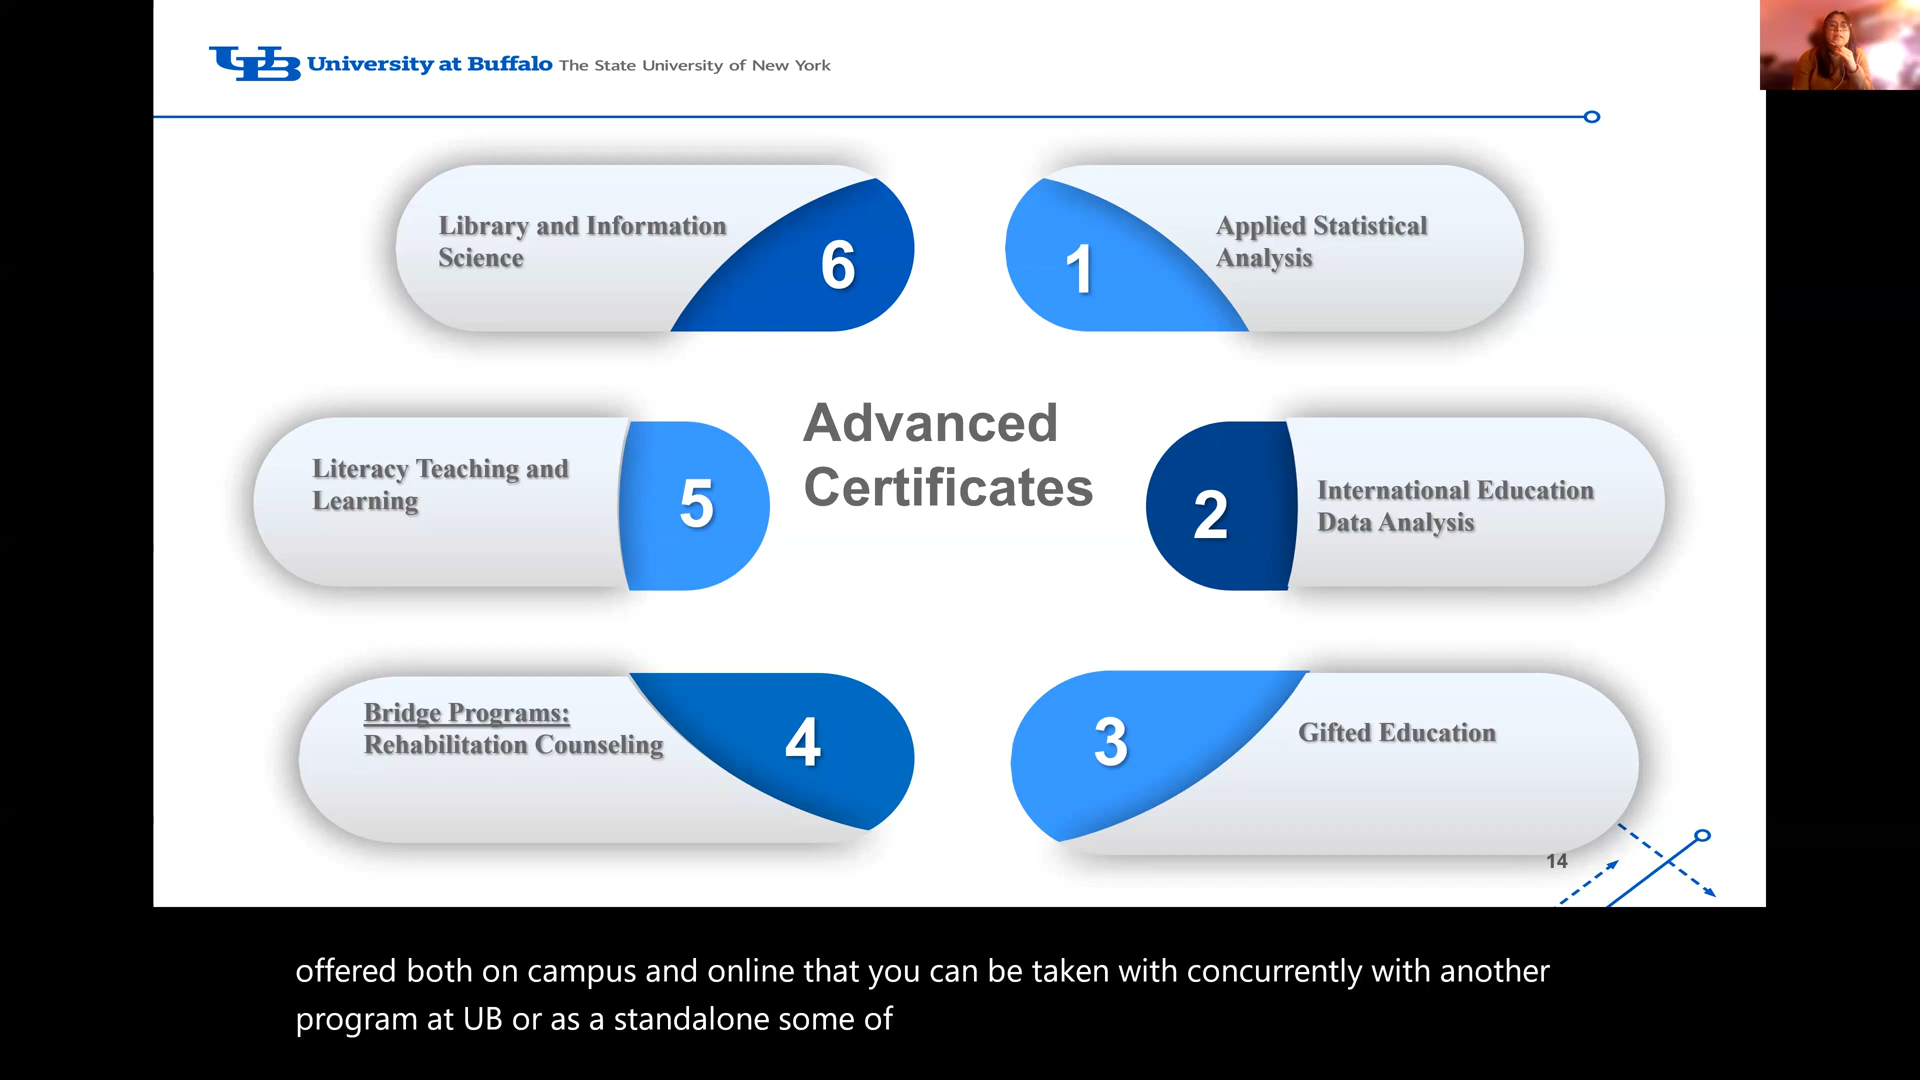 University at Buffalo The State University of New York
Library and Information
Science
6
1
Applied Statistical
Analysis
Advanced
Certificates
Literacy Teaching and
Learning
5
2
International Education
Data Analysis
Bridge Programs:
Rehabilitation Counseling
4
3
Gifted Education
14
offered both on campus and online that you can be taken with concurrently with another
program at UB or as a standalone some of